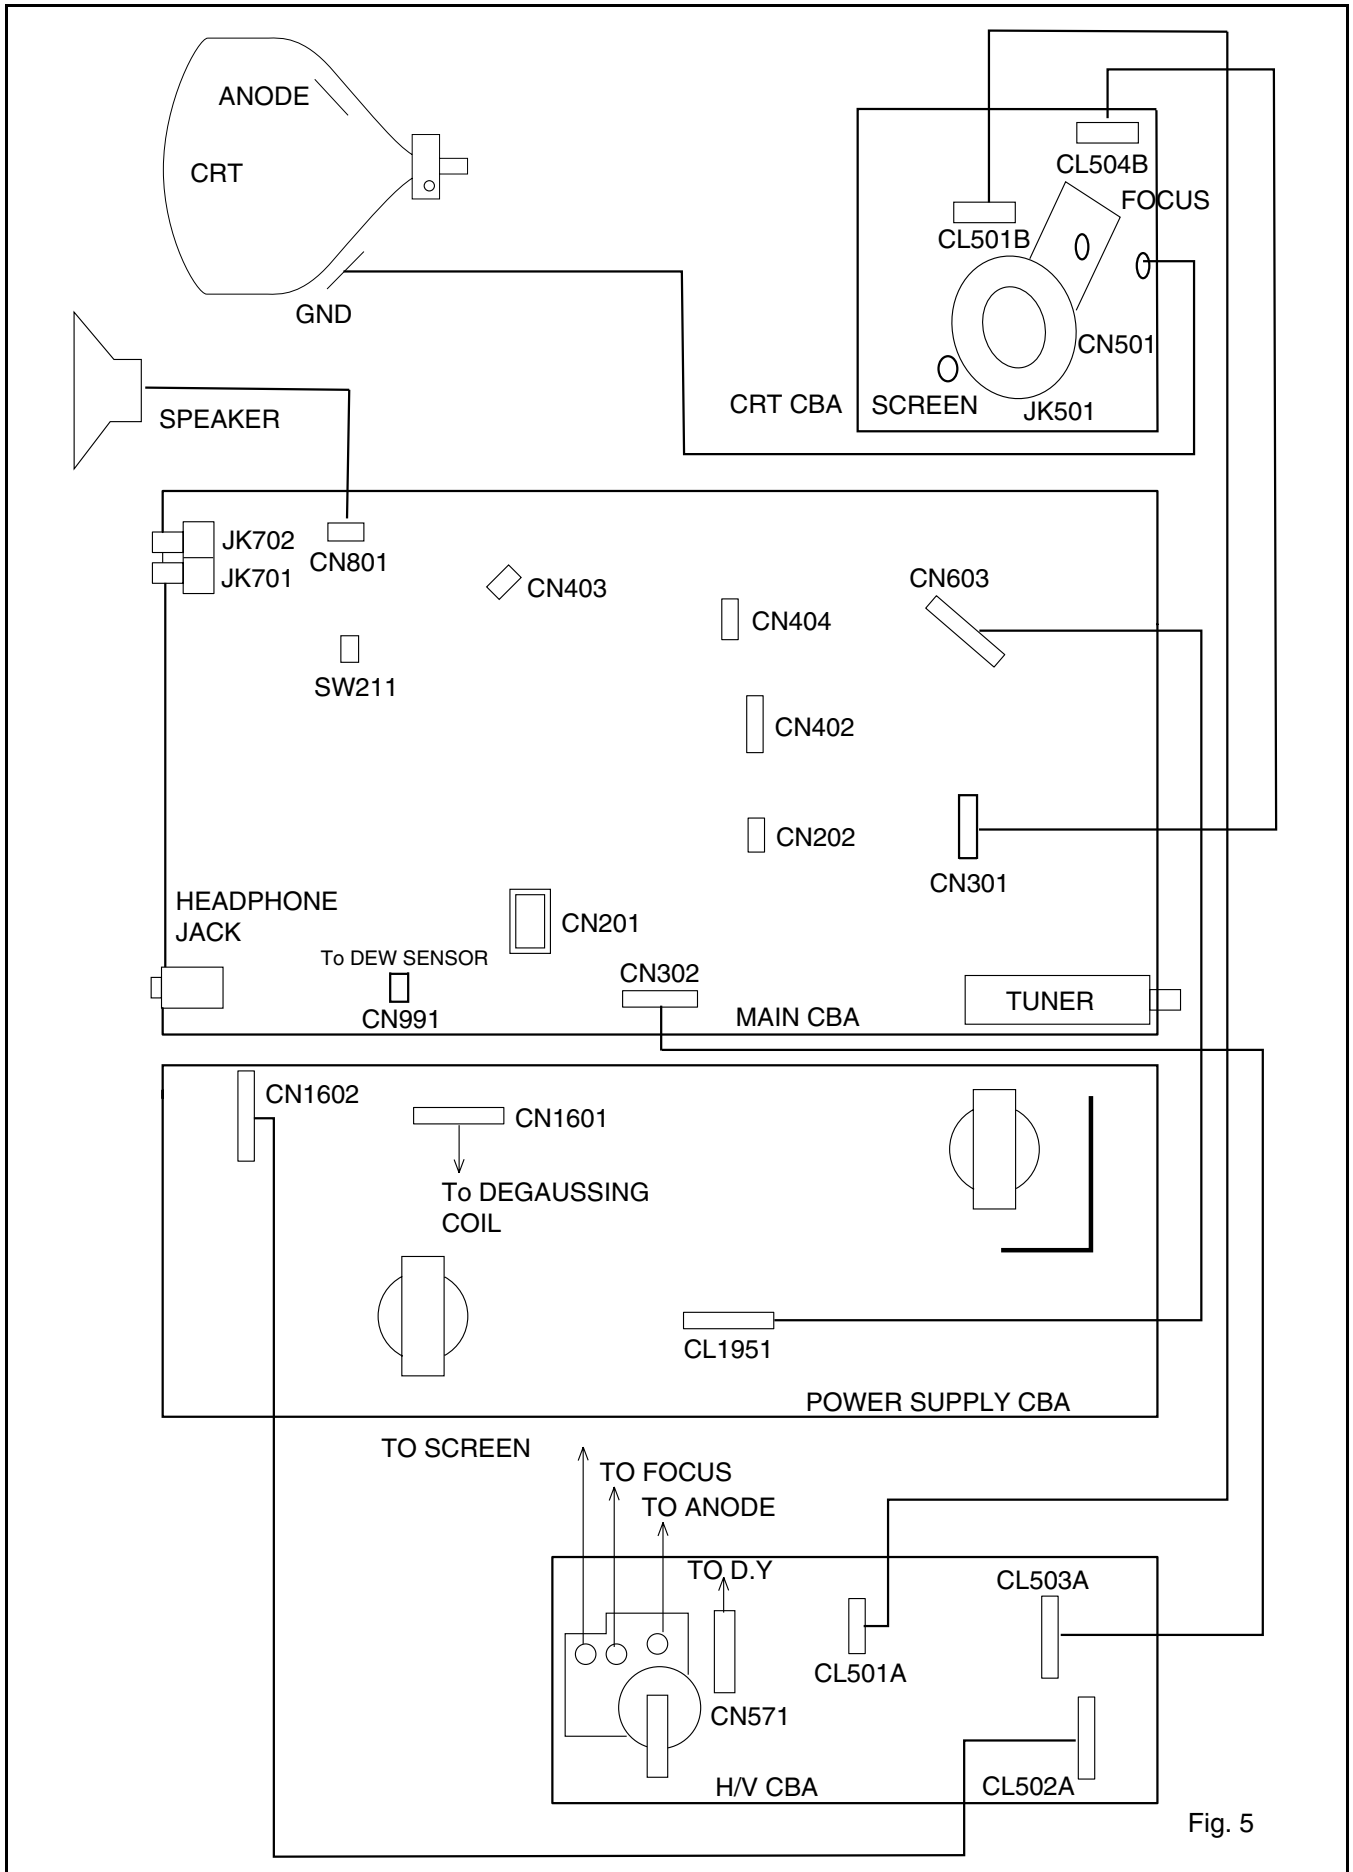 ANODE
CRT
GND
SPEAKER
CL504B
FOCUS
CL501B
CN501
CRT CBA
SCREEN
JK501
JK702
JK701
CN801
CN403
CN404
CN603
SW211
CN402
CN202
CN301
HEADPHONE
JACK
CN201
To DEW SENSOR
CN991
CN302
MAIN CBA
TUNER
CN1602
CN1601
To DEGAUSSING
COIL
CL1951
POWER SUPPLY CBA
TO SCREEN
TO FOCUS
TO ANODE
TO D.Y
CL503A
CL501A
CN571
H/V CBA
CL502A
Fig. 5